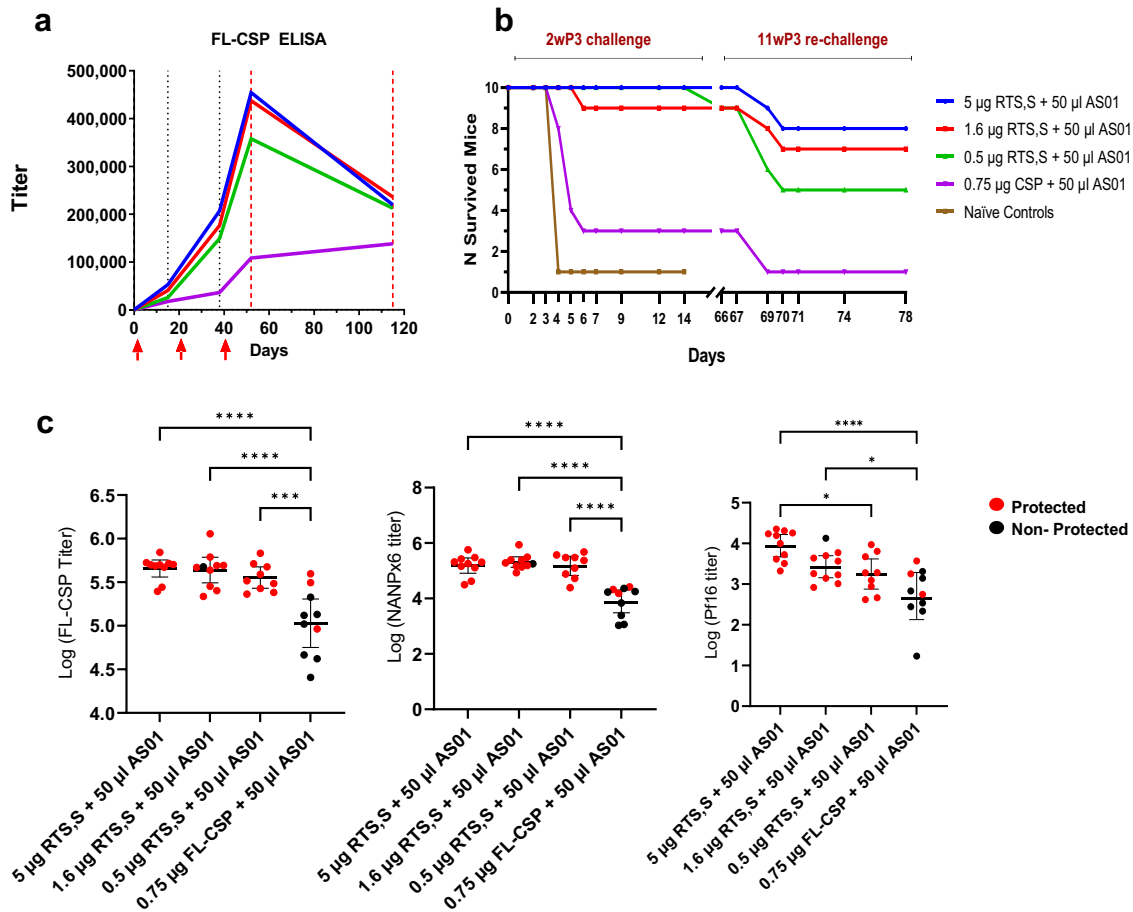 a
FL-CSP ELISA
Titer
500,000
400,000
300,000
200,000
100,000
0
0 20 40 60 80 100 120
Days
b
2wP3 challenge
11wP3 re-challenge
N Survived Mice
10
8
6
4
2
0
0 2 3 4 5 6 7 9 12 14 66 67 69 70 71 74 78
Days
5 µg RTS,S + 50 µl AS01
1.6 µg RTS,S + 50 µl AS01
0.5 µg RTS,S + 50 µl AS01
0.75 µg CSP + 50 µl AS01
Naïve Controls
c
****
****
***
Log (FL-CSP Titer)
6.5
6.0
5.5
5.0
4.5
4.0
5 µg RTS,S + 50 µl AS01
1.6 µg RTS,S + 50 µl AS01
0.5 µg RTS,S + 50 µl AS01
0.75 µg FL-CSP + 50 µl AS01
****
****
****
Log (NANPx6 titer)
8
6
4
2
0
5 µg RTS,S + 50 µl AS01
1.6 µg RTS,S + 50 µl AS01
0.5 µg RTS,S + 50 µl AS01
0.75 µg FL-CSP + 50 µl AS01
****
*
*
Log (Pf16 titer)
5
4
3
2
1
0
5 µg RTS,S + 50 µl AS01
1.6 µg RTS,S + 50 µl AS01
0.5 µg RTS,S + 50 µl AS01
0.75 µg FL-CSP + 50 µl AS01
Protected
Non- Protected